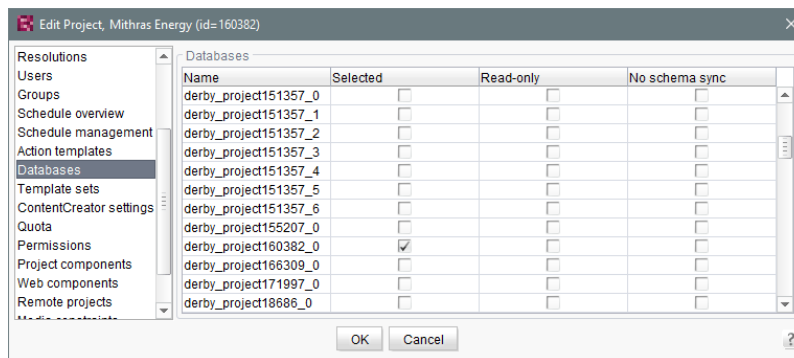 Edit Project, Mithras Energy (id=160382)
Resolutions
Users
Groups
Schedule overview
Schedule management
Action templates
Databases
Template sets
ContentCreator settings
Quota
Permissions
Project components
Web components
Remote projects
Databases
Name Selected Read-only No schema sync
derby_project151357_0
derby_project151357_1
derby_project151357_2
derby_project151357_3
derby_project151357_4
derby_project151357_5
derby_project151357_6
derby_project155207_0
derby_project160382_0
derby_project166309_0
derby_project171997_0
derby_project18686_0
OK Cancel
?